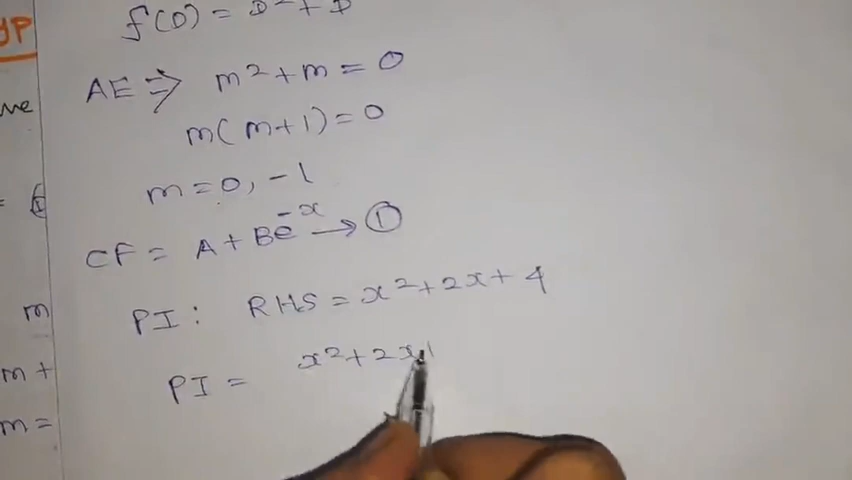 YP
f(D) = D² + D
AE ⇒ m² + m = 0
m(m+1) = 0
m = 0, -1
CF = A + Be⁻ˣ → ①
m
PI : RHS = x² + 2x + 4
m +
PI = x² + 2x
m =